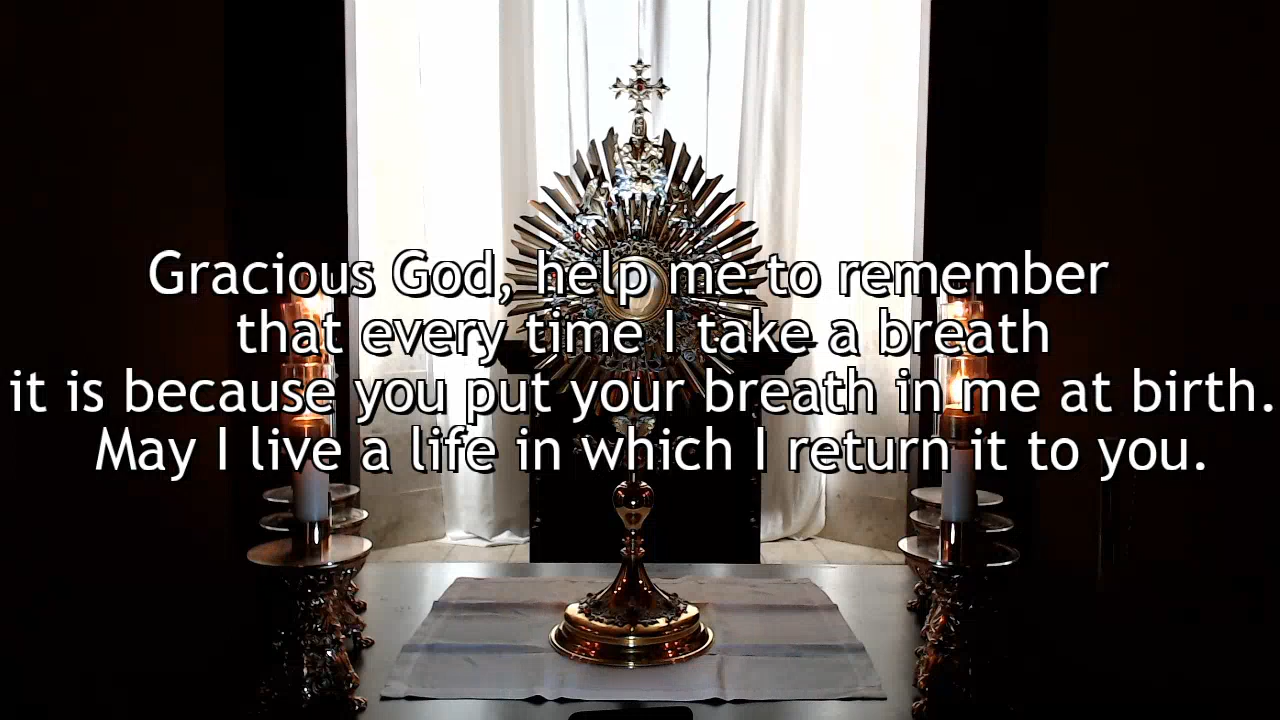 Gracious God, help me to remember
that every time I take a breath
it is because you put your breath in me at birth.
May I live a life in which I return it to you.